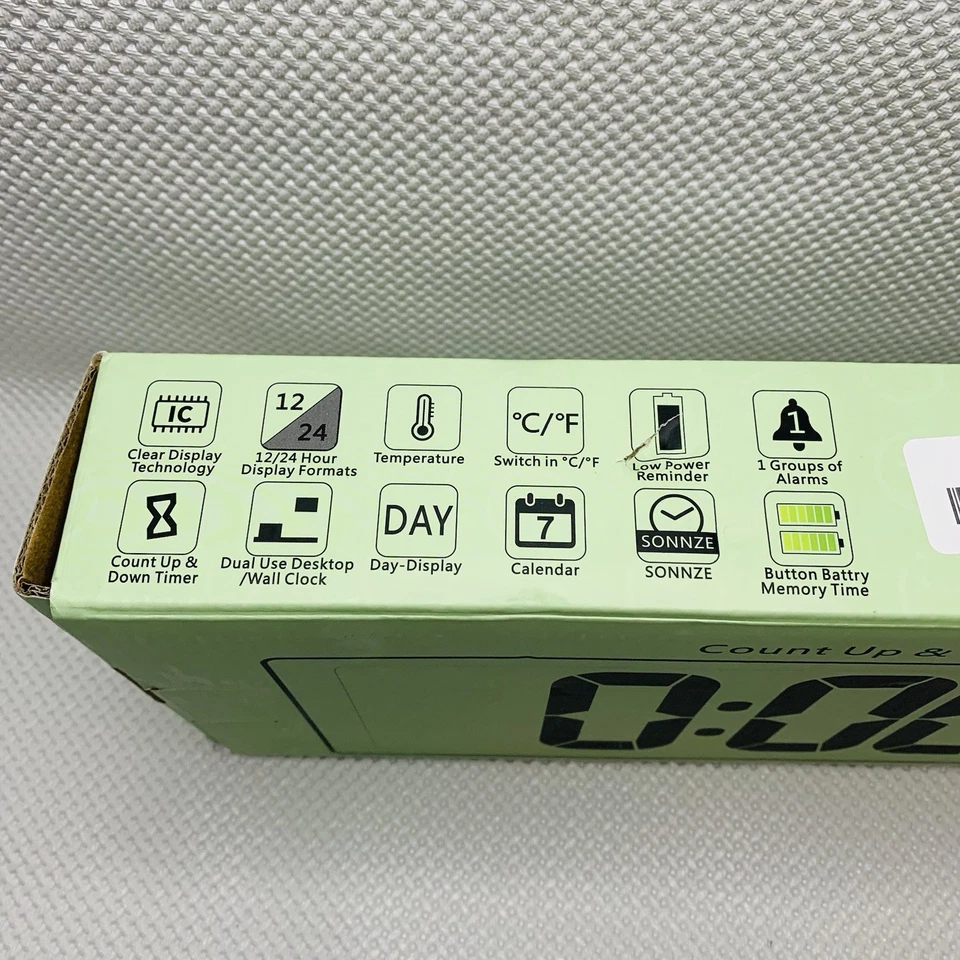 IC
12
24
°C/°F
1
Clear Display
Technology
12/24 Hour
Display Formats
Temperature
Switch in °C/°F
Low Power
Reminder
1 Groups of
Alarms
DAY
7
SONNZE
Count Up &
Down Timer
Dual Use Desktop
/Wall Clock
Day-Display
Calendar
SONNZE
Button Battry
Memory Time
Count Up &